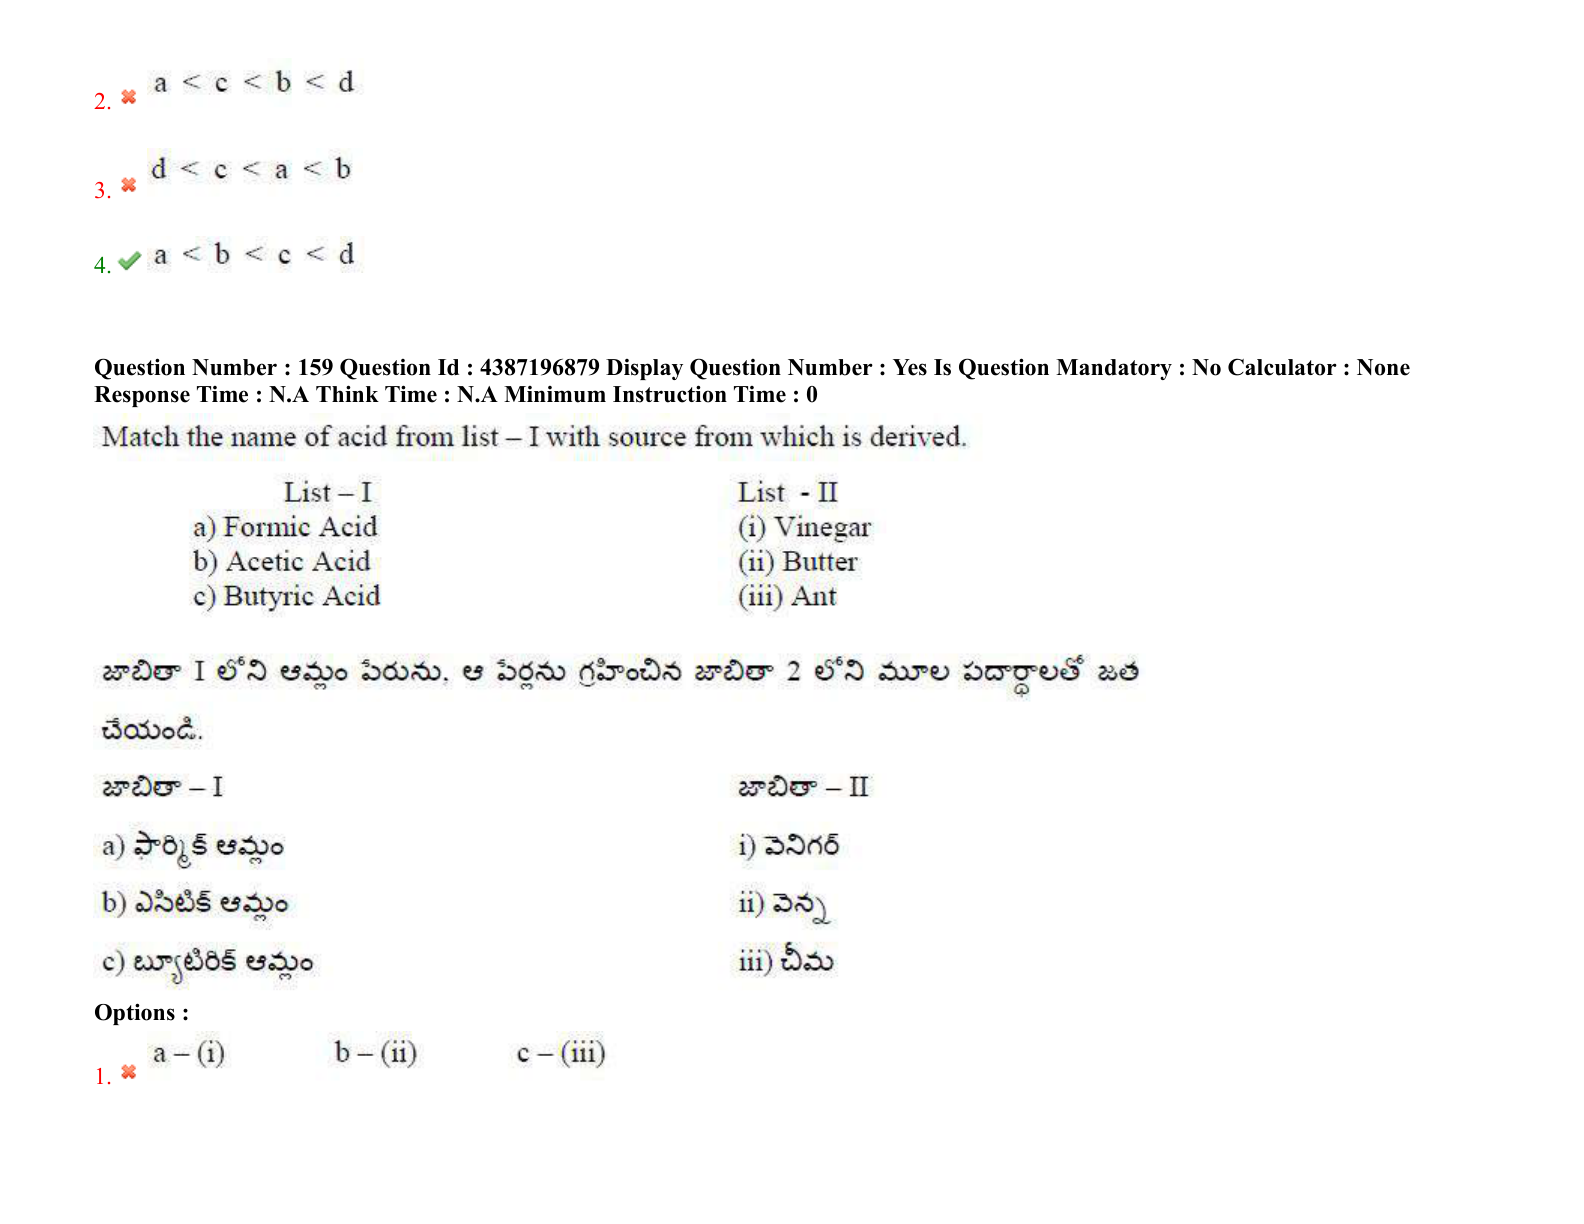 2. a < c < b < d
3. d < c < a < b
4. a < b < c < d
Question Number : 159 Question Id : 4387196879 Display Question Number : Yes Is Question Mandatory : No Calculator : None
Response Time : N.A Think Time : N.A Minimum Instruction Time : 0
Match the name of acid from list – I with source from which is derived.
List – I List - II
a) Formic Acid (i) Vinegar
b) Acetic Acid (ii) Butter
c) Butyric Acid (iii) Ant
జాబితా I లోని ఆమ్లం పేరును, ఆ పేర్లను గ్రహించిన జాబితా 2 లోని మూల పదార్థాలతో జత
చేయండి.
జాబితా – I జాబితా – II
a) ఫార్మిక్ ఆమ్లం i) వెనిగర్
b) ఎసిటిక్ ఆమ్లం ii) వెన్న
c) బ్యూటిరిక్ ఆమ్లం iii) చీమ
Options :
1. a – (i) b – (ii) c – (iii)